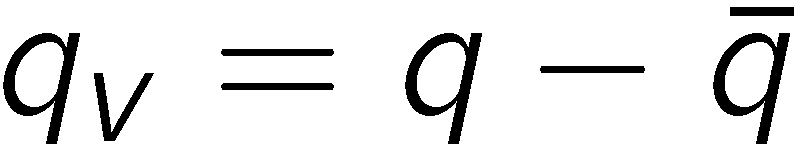 q_V = q − q̄